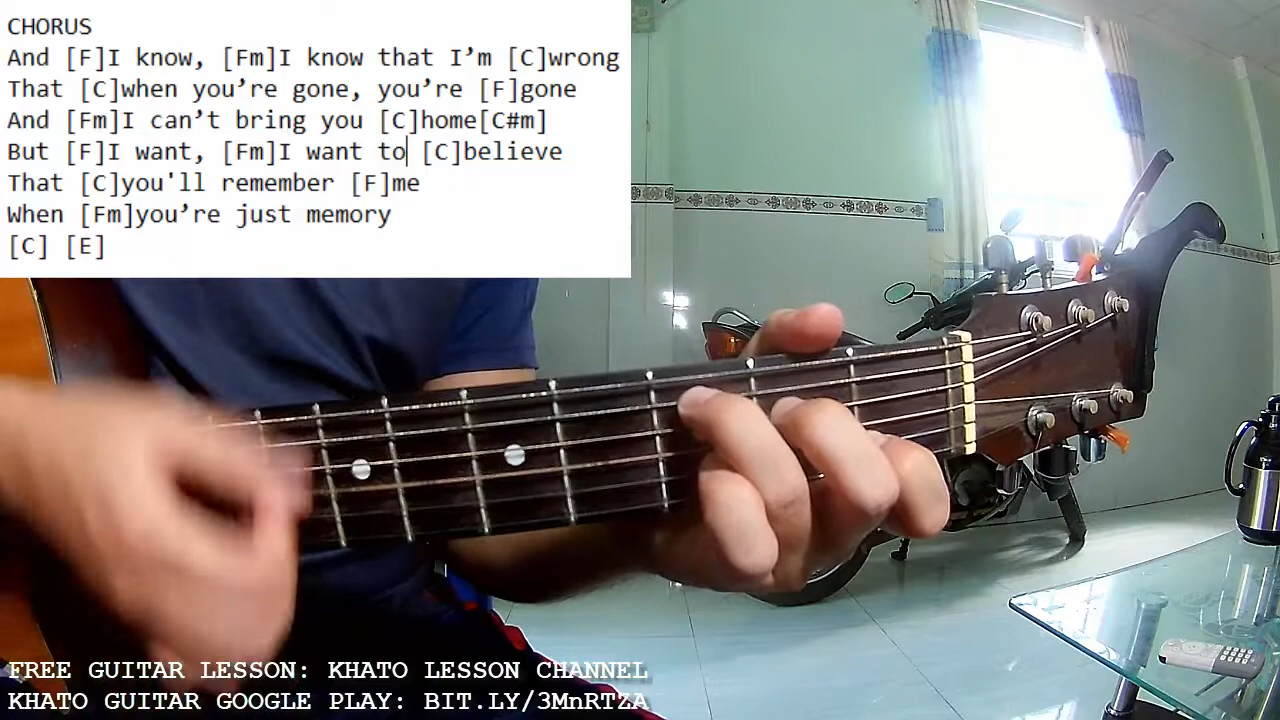 CHORUS
And [F]I know, [Fm]I know that I’m [C]wrong
That [C]when you’re gone, you’re [F]gone
And [Fm]I can’t bring you [C]home[C#m]
But [F]I want, [Fm]I want to [C]believe
That [C]you'll remember [F]me
When [Fm]you’re just memory
[C] [E]
FREE GUITAR LESSON: KHATO LESSON CHANNEL
KHATO GUITAR GOOGLE PLAY: BIT.LY/3MnRTZA